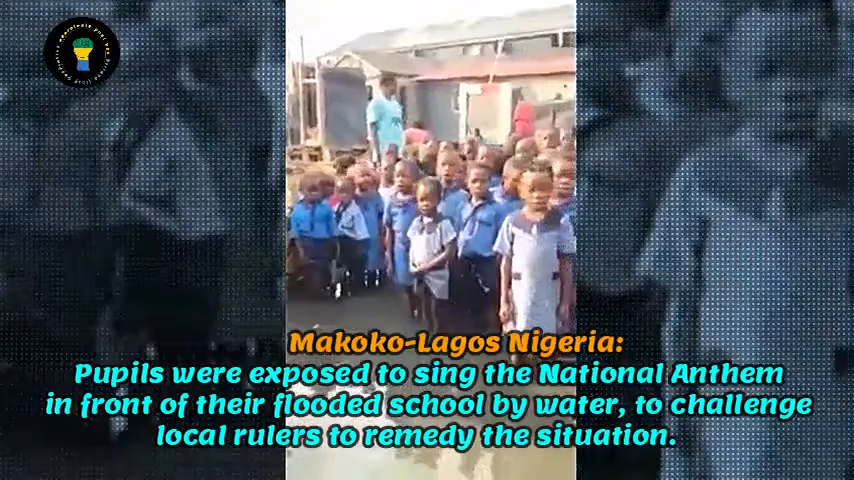 Makoko-Lagos Nigeria:
Pupils were exposed to sing the National Anthem
in front of their flooded school by water, to challenge
local rulers to remedy the situation.